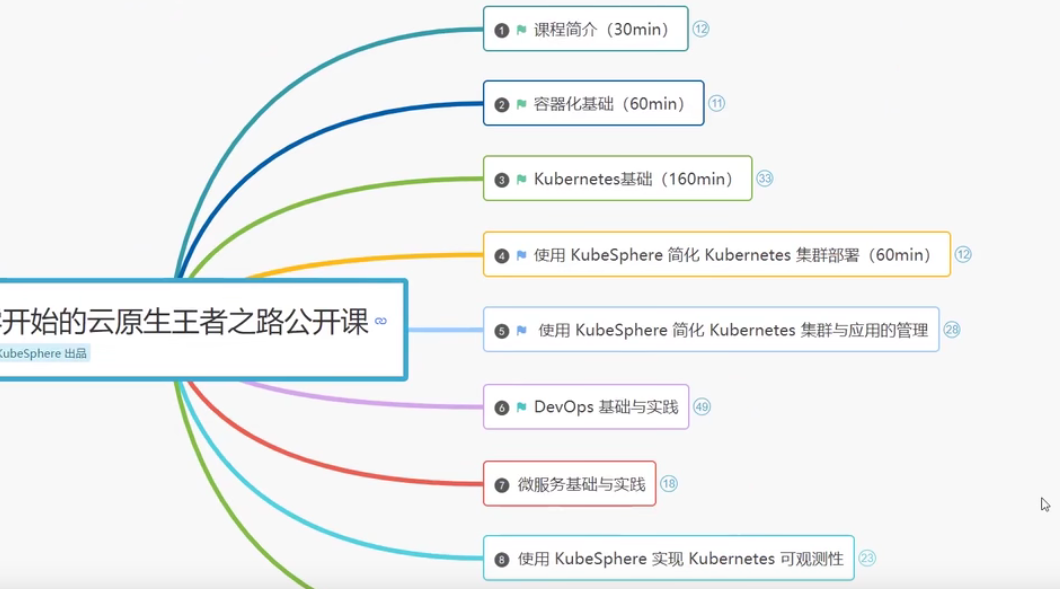 1 课程简介（30min） 12
2 容器化基础（60min） 11
3 Kubernetes基础（160min） 33
4 使用 KubeSphere 简化 Kubernetes 集群部署（60min） 12
开始的云原生王者之路公开课
KubeSphere 出品
5 使用 KubeSphere 简化 Kubernetes 集群与应用的管理 28
6 DevOps 基础与实践 49
7 微服务基础与实践 18
8 使用 KubeSphere 实现 Kubernetes 可观测性 23